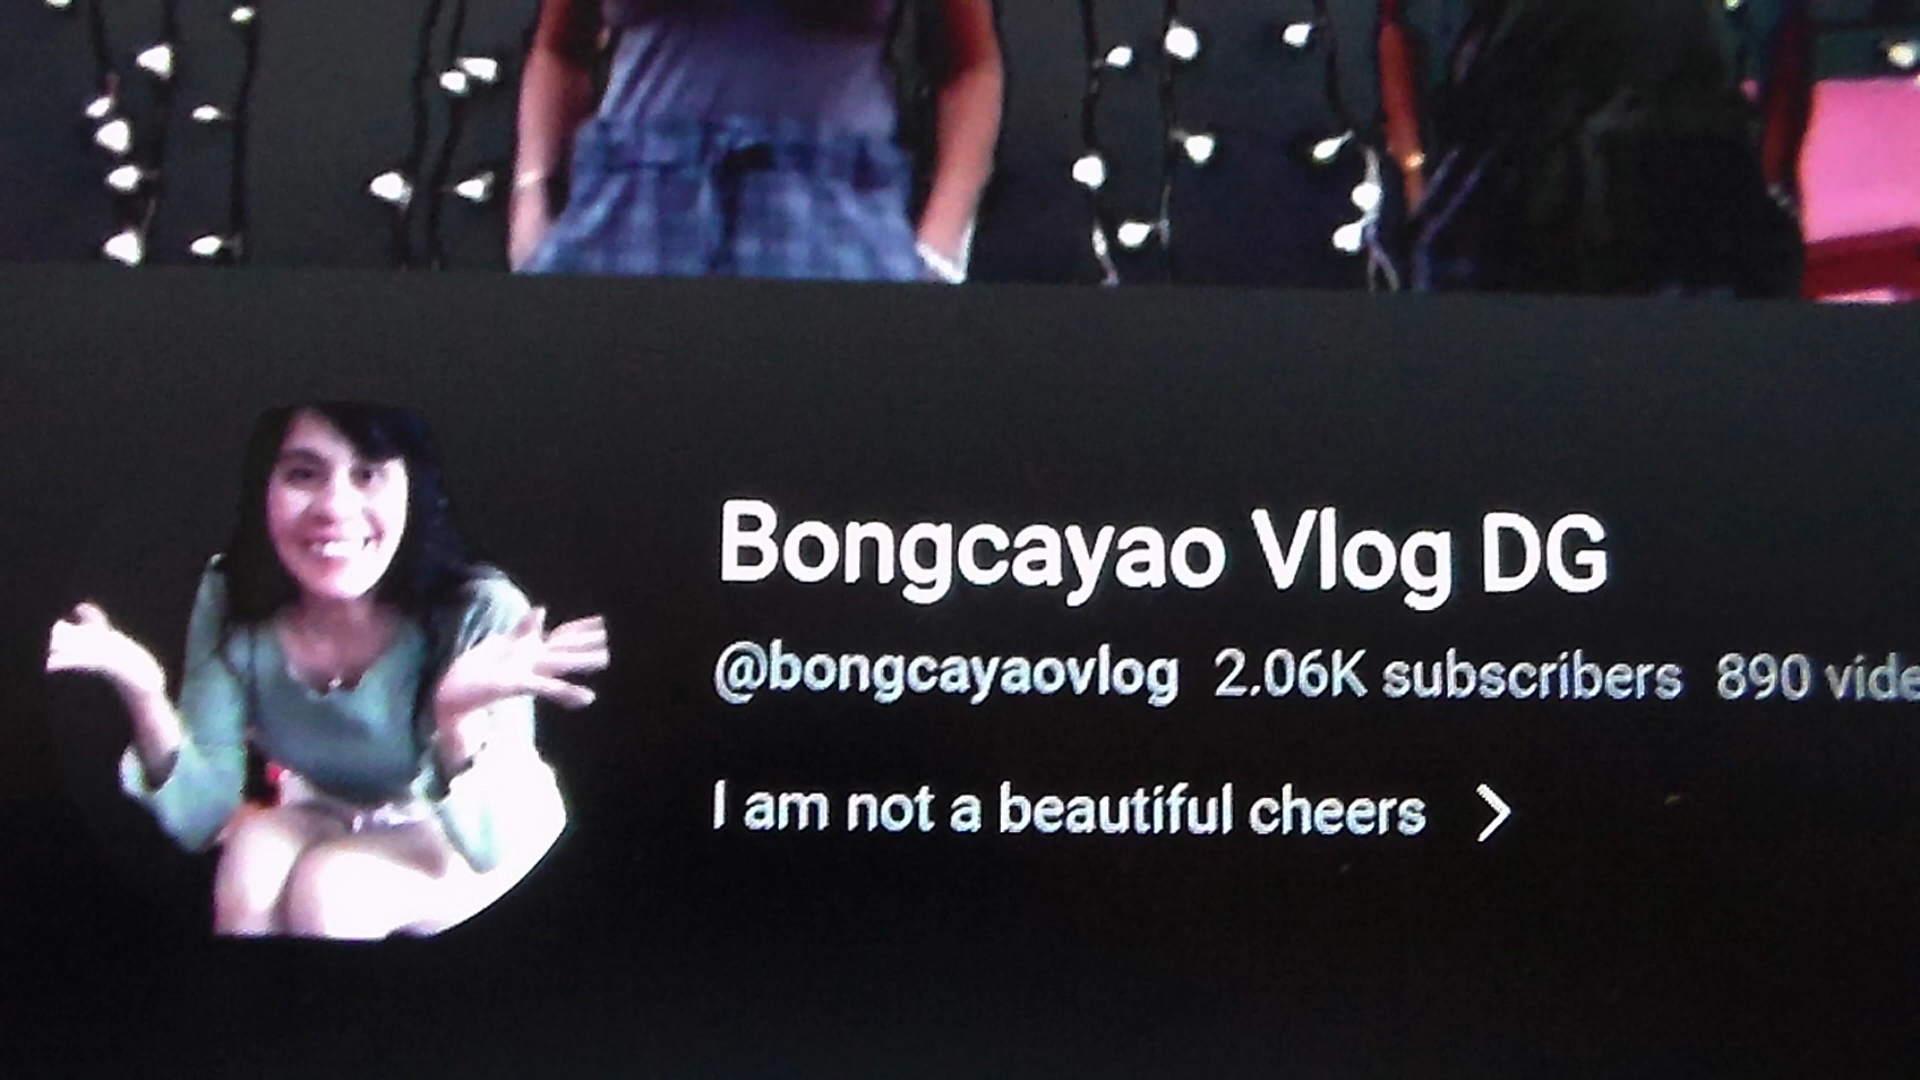 Bongcayao Vlog DG
@bongcayaovlog 2.06K subscribers 890
I am not a beautiful cheers